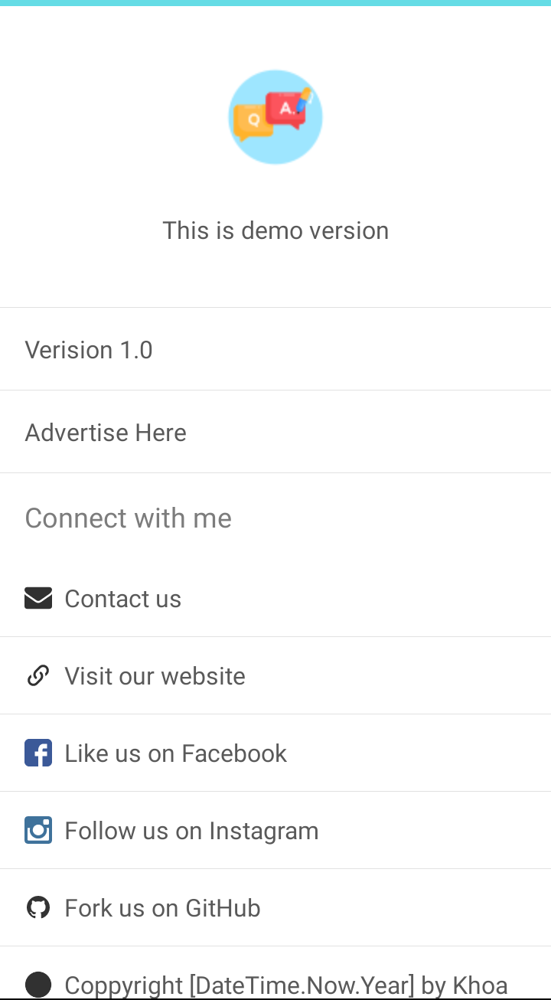 Q
A.
This is demo version
Verision 1.0
Advertise Here
Connect with me
Contact us
Visit our website
Like us on Facebook
Follow us on Instagram
Fork us on GitHub
Coppyright [DateTime.Now.Year] by Khoa